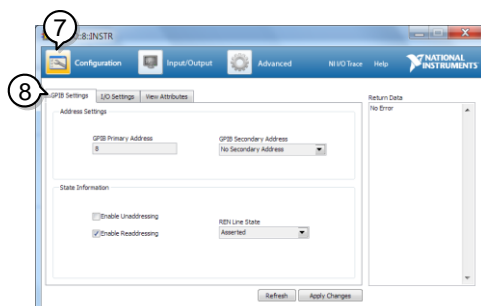 7
:8::INSTR
Configuration
Input/Output
Advanced
NI I/O Trace
Help
NATIONAL
INSTRUMENTS
8
GPIB Settings
I/O Settings
View Attributes
Return Data
Address Settings
No Error
GPIB Primary Address
GPIB Secondary Address
8
No Secondary Address
State Information
Enable Unaddressing
REN Line State
Enable Readdressing
Asserted
Refresh
Apply Changes